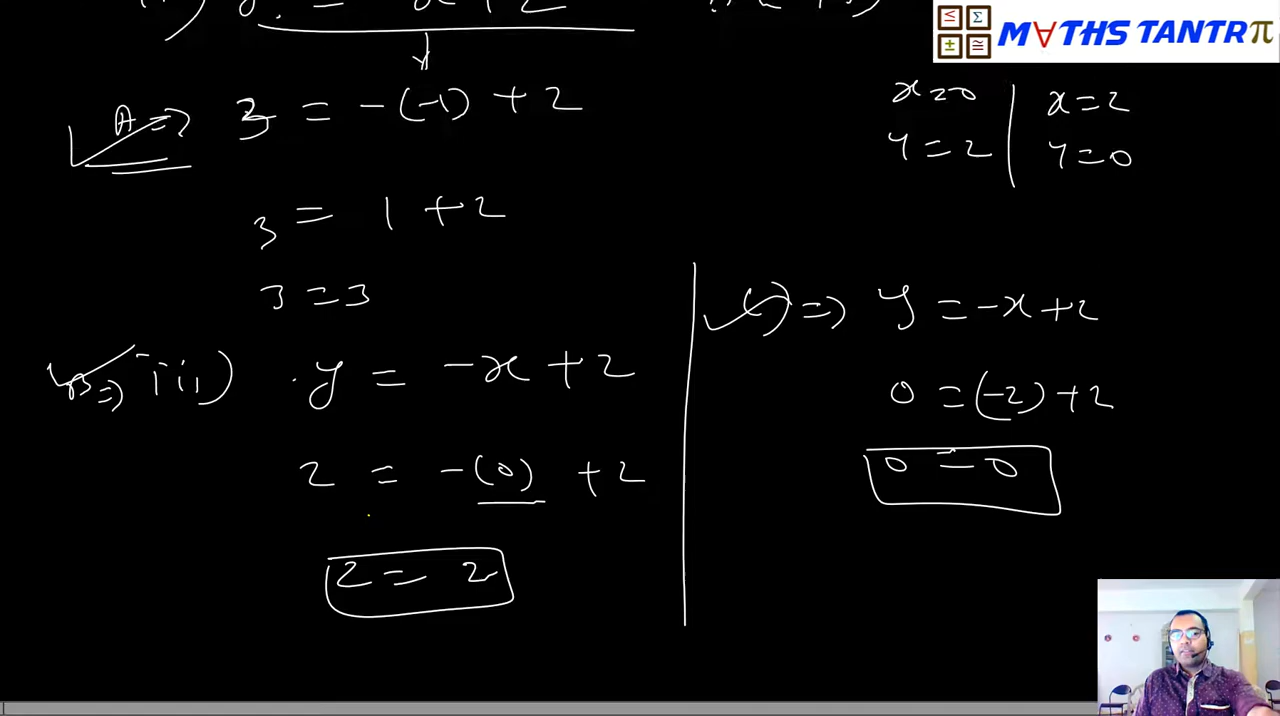 MATHS TANTRπ
A => 3 = -(-1) + 2
3 = 1 + 2
3 = 3
B => iii) y = -x + 2
2 = -(0) + 2
2 = 2
x = 0 | x = 2
y = 2 | y = 0
=> y = -x + 2
0 = (-2) + 2
0 = 0